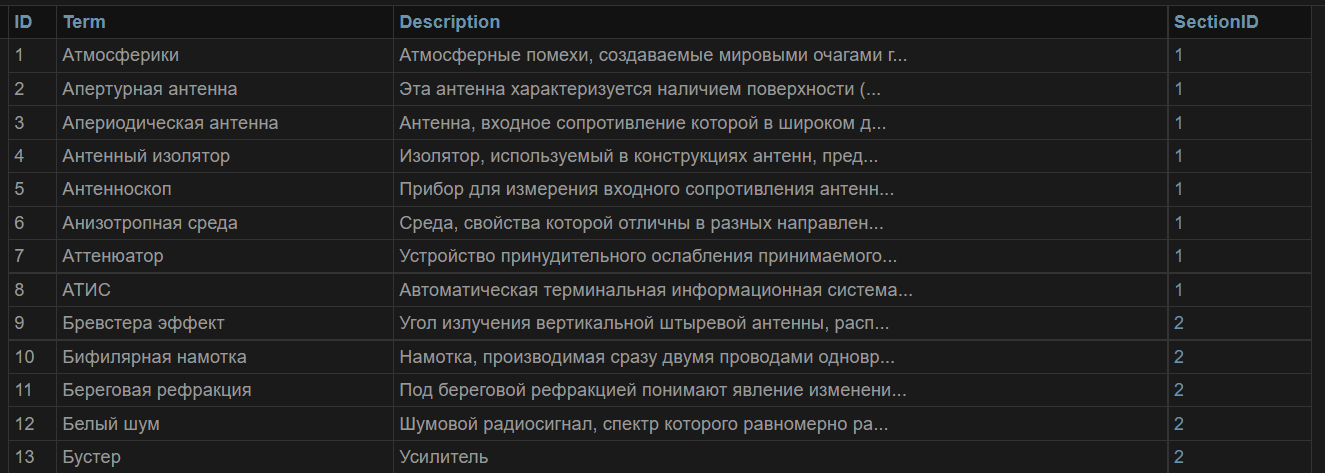 ID Term Description SectionID
1 Атмосферики Атмосферные помехи, создаваемые мировыми очагами г... 1
2 Апертурная антенна Эта антенна характеризуется наличием поверхности (... 1
3 Апериодическая антенна Антенна, входное сопротивление которой в широком д... 1
4 Антенный изолятор Изолятор, используемый в конструкциях антенн, пред... 1
5 Антенноскоп Прибор для измерения входного сопротивления антенн... 1
6 Анизотропная среда Среда, свойства которой отличны в разных направлен... 1
7 Аттенюатор Устройство принудительного ослабления принимаемого... 1
8 АТИС Автоматическая терминальная информационная система... 1
9 Бревстера эффект Угол излучения вертикальной штыревой антенны, расп... 2
10 Бифилярная намотка Намотка, производимая сразу двумя проводами одновр... 2
11 Береговая рефракция Под береговой рефракцией понимают явление изменени... 2
12 Белый шум Шумовой радиосигнал, спектр которого равномерно ра... 2
13 Бустер Усилитель 2